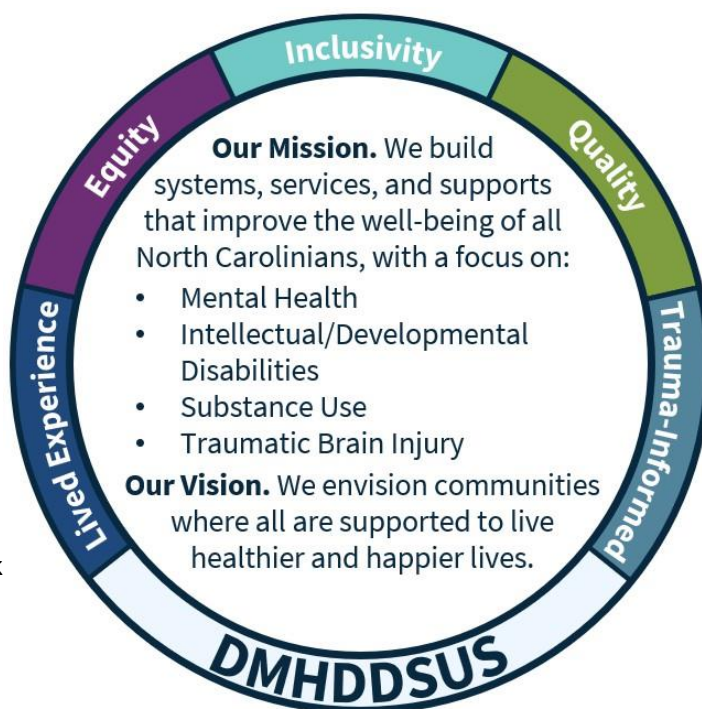 Inclusivity
Equity
Quality
Lived Experience
Trauma-Informed
Our Mission. We build
systems, services, and supports
that improve the well-being of all
North Carolinians, with a focus on:
• Mental Health
• Intellectual/Developmental
Disabilities
• Substance Use
• Traumatic Brain Injury
Our Vision. We envision communities
where all are supported to live
healthier and happier lives.
DMHDDSUS